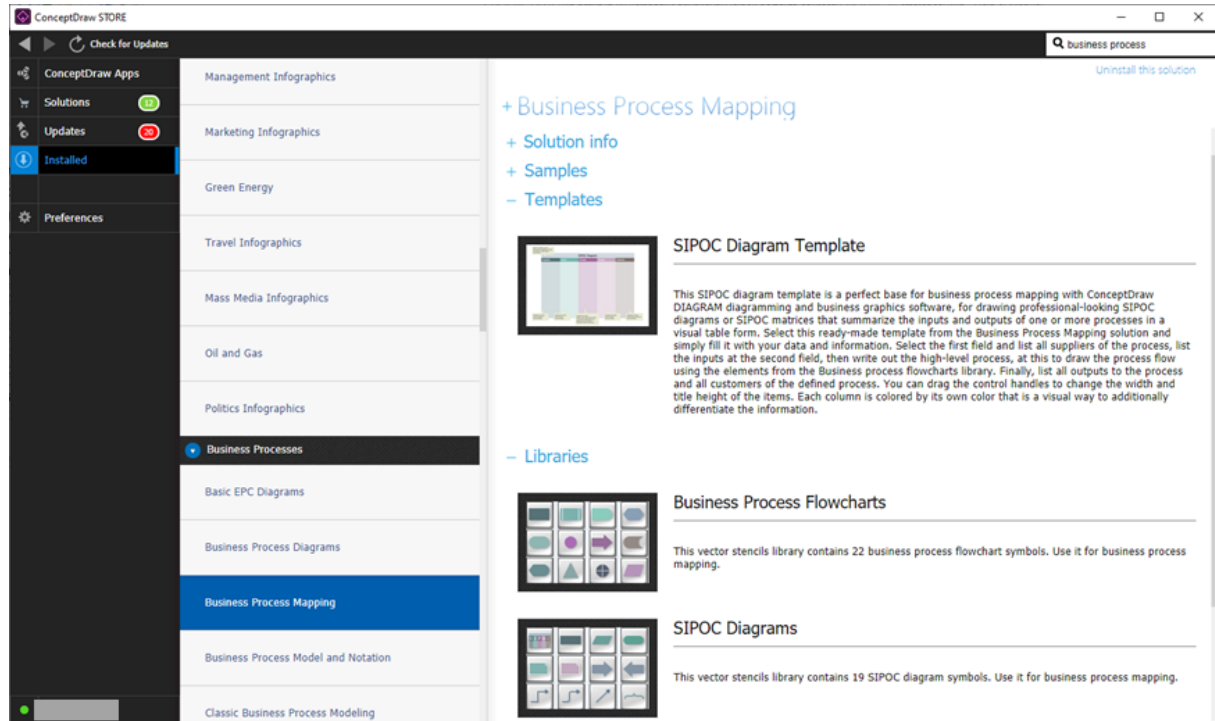 ConceptDraw STORE
Check for Updates
business process
ConceptDraw Apps
Solutions
12
Updates
20
Installed
Preferences
Management Infographics
Marketing Infographics
Green Energy
Travel Infographics
Mass Media Infographics
Oil and Gas
Politics Infographics
Business Processes
Basic EPC Diagrams
Business Process Diagrams
Business Process Mapping
Business Process Model and Notation
Classic Business Process Modeling
Uninstall this solution
+ Business Process Mapping
+ Solution info
+ Samples
– Templates
SIPOC Diagram Template
This SIPOC diagram template is a perfect base for business process mapping with ConceptDraw
DIAGRAM diagramming and business graphics software, for drawing professional-looking SIPOC
diagrams or SIPOC matrices that summarize the inputs and outputs of one or more processes in a
visual table form. Select this ready-made template from the Business Process Mapping solution and
simply fill it with your data and information. Select the first field and list all suppliers of the process, list
the inputs at the second field, then write out the high-level process, at this to draw the process flow
using the elements from the Business process flowcharts library. Finally, list all outputs to the process
and all customers of the defined process. You can drag the control handles to change the width and
title height of the items. Each column is colored by its own color that is a visual way to additionally
differentiate the information.
– Libraries
Business Process Flowcharts
This vector stencils library contains 22 business process flowchart symbols. Use it for business process
mapping.
SIPOC Diagrams
This vector stencils library contains 19 SIPOC diagram symbols. Use it for business process mapping.